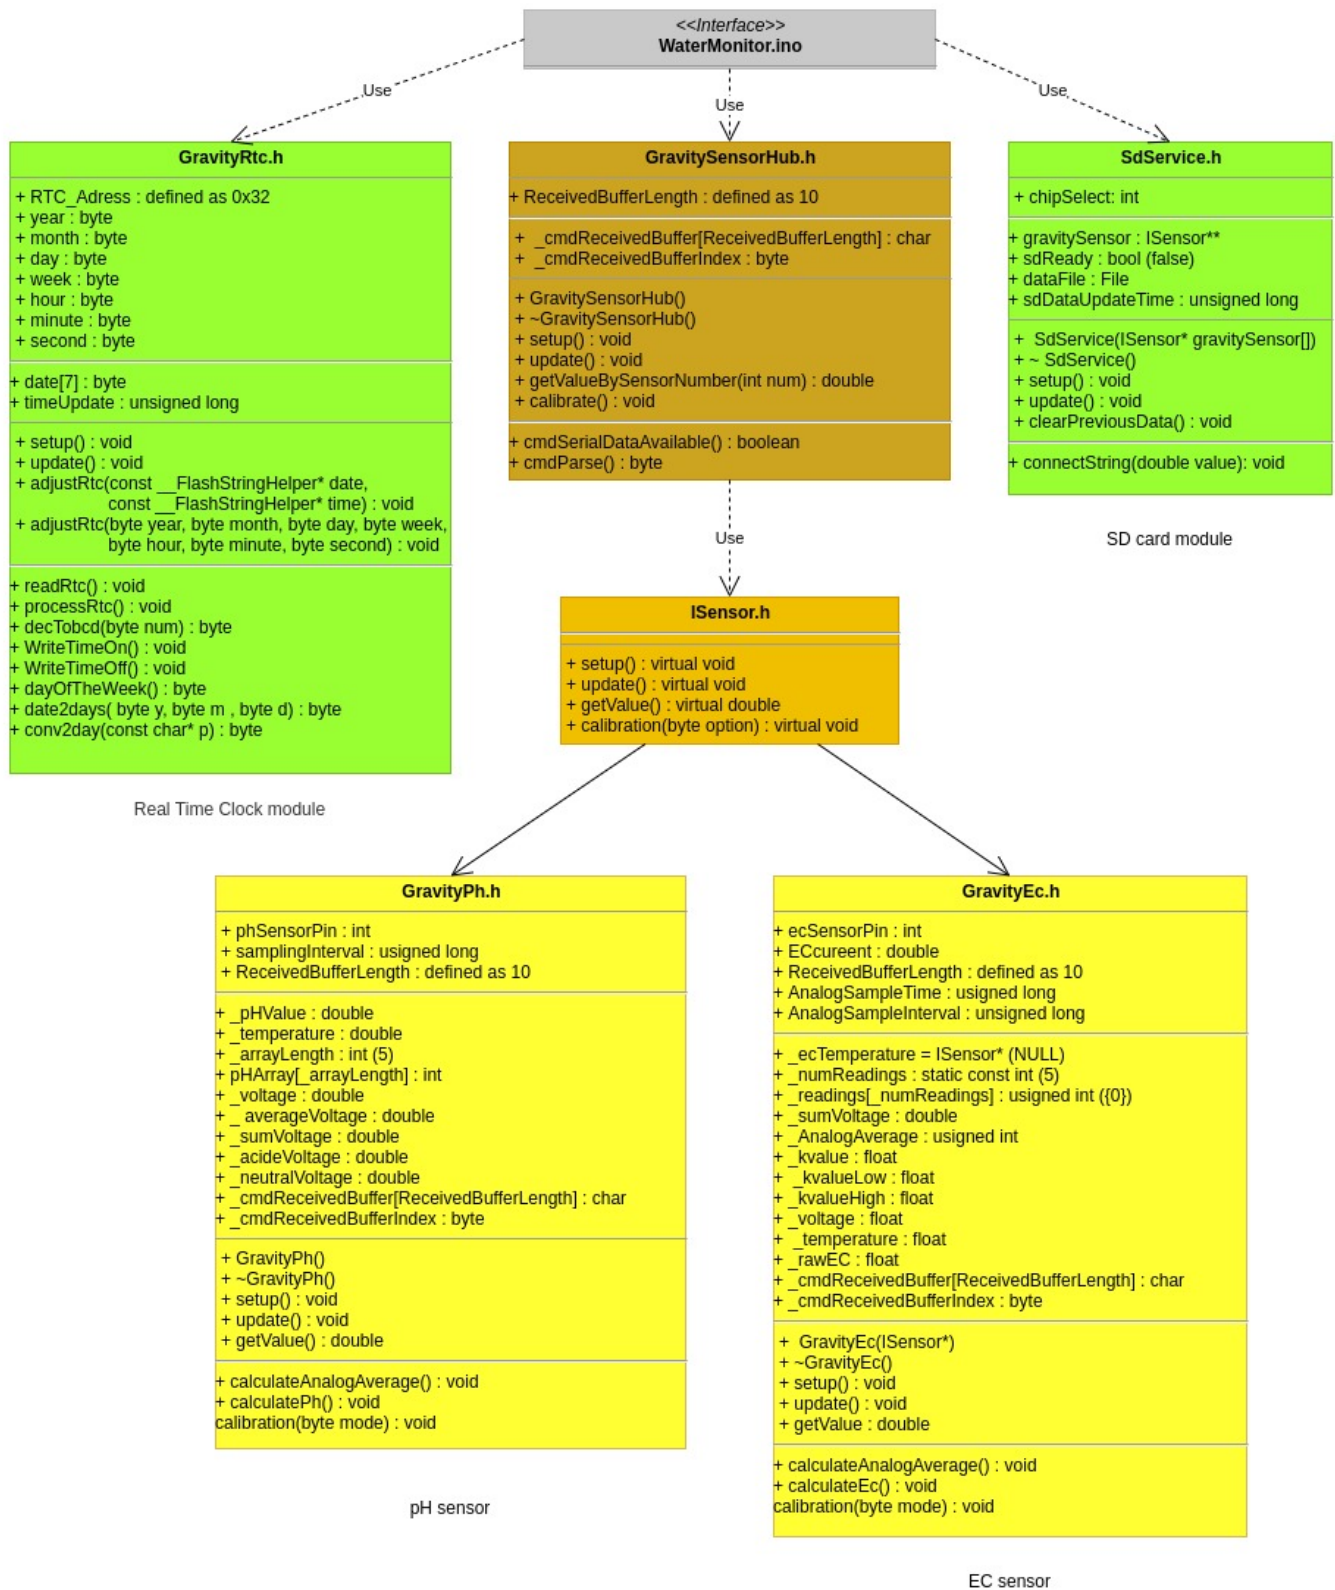 <<Interface>>
WaterMonitor.ino
Use
Use
Use
GravityRtc.h
+ RTC_Adress : defined as 0x32
+ year : byte
+ month : byte
+ day : byte
+ week : byte
+ hour : byte
+ minute : byte
+ second : byte
+ date[7] : byte
+ timeUpdate : unsigned long
+ setup() : void
+ update() : void
+ adjustRtc(const __FlashStringHelper* date,
const __FlashStringHelper* time) : void
+ adjustRtc(byte year, byte month, byte day, byte week,
byte hour, byte minute, byte second) : void
+ readRtc() : void
+ processRtc() : void
+ decTobcd(byte num) : byte
+ WriteTimeOn() : void
+ WriteTimeOff() : void
+ dayOfTheWeek() : byte
+ date2days( byte y, byte m , byte d) : byte
+ conv2day(const char* p) : byte
Real Time Clock module
GravitySensorHub.h
+ ReceivedBufferLength : defined as 10
+ _cmdReceivedBuffer[ReceivedBufferLength] : char
+ _cmdReceivedBufferIndex : byte
+ GravitySensorHub()
+ ~GravitySensorHub()
+ setup() : void
+ update() : void
+ getValueBySensorNumber(int num) : double
+ calibrate() : void
+ cmdSerialDataAvailable() : boolean
+ cmdParse() : byte
SdService.h
+ chipSelect: int
+ gravitySensor : ISensor**
+ sdReady : bool (false)
+ dataFile : File
+ sdDataUpdateTime : unsigned long
+ SdService(ISensor* gravitySensor[])
+ ~ SdService()
+ setup() : void
+ update() : void
+ clearPreviousData() : void
+ connectString(double value): void
SD card module
Use
ISensor.h
+ setup() : virtual void
+ update() : virtual void
+ getValue() : virtual double
+ calibration(byte option) : virtual void
GravityPh.h
+ phSensorPin : int
+ samplingInterval : usigned long
+ ReceivedBufferLength : defined as 10
+ _pHValue : double
+ _temperature : double
+ _arrayLength : int (5)
+ pHArray[_arrayLength] : int
+ _voltage : double
+ _ averageVoltage : double
+ _sumVoltage : double
+ _acideVoltage : double
+ _neutralVoltage : double
+ _cmdReceivedBuffer[ReceivedBufferLength] : char
+ _cmdReceivedBufferIndex : byte
+ GravityPh()
+ ~GravityPh()
+ setup() : void
+ update() : void
+ getValue() : double
+ calculateAnalogAverage() : void
+ calculatePh() : void
calibration(byte mode) : void
pH sensor
GravityEc.h
+ ecSensorPin : int
+ ECcureent : double
+ ReceivedBufferLength : defined as 10
+ AnalogSampleTime : usigned long
+ AnalogSampleInterval : unsigned long
+ _ecTemperature = ISensor* (NULL)
+ _numReadings : static const int (5)
+ _readings[_numReadings] : usigned int ({0})
+ _sumVoltage : double
+ _AnalogAverage : usigned int
+ _kvalue : float
+ _kvalueLow : float
+ _kvalueHigh : float
+ _voltage : float
+ _temperature : float
+ _rawEC : float
+ _cmdReceivedBuffer[ReceivedBufferLength] : char
+ _cmdReceivedBufferIndex : byte
+ GravityEc(ISensor*)
+ ~GravityEc()
+ setup() : void
+ update() : void
+ getValue : double
+ calculateAnalogAverage() : void
+ calculateEc() : void
calibration(byte mode) : void
EC sensor